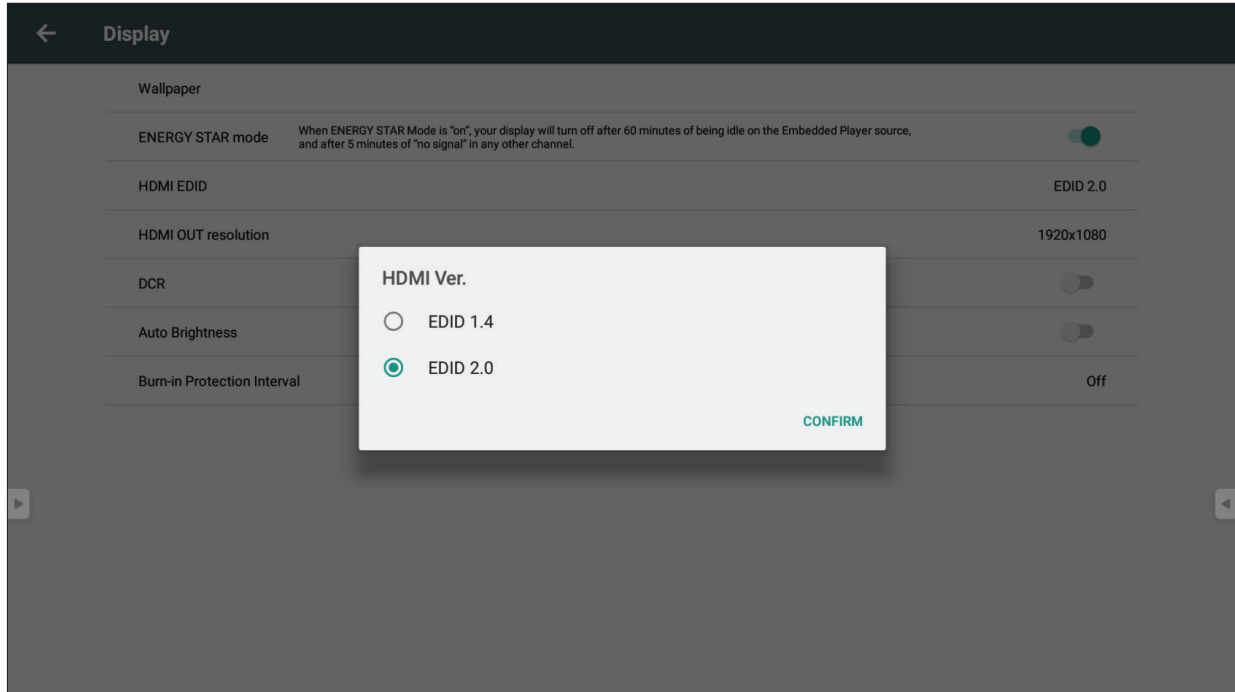 Display
Wallpaper
ENERGY STAR mode
When ENERGY STAR Mode is "on", your display will turn off after 60 minutes of being idle on the Embedded Player source,
and after 5 minutes of "no signal" in any other channel.
HDMI EDID
EDID 2.0
HDMI OUT resolution
1920x1080
DCR
Auto Brightness
Burn-in Protection Interval
Off
HDMI Ver.
EDID 1.4
EDID 2.0
CONFIRM